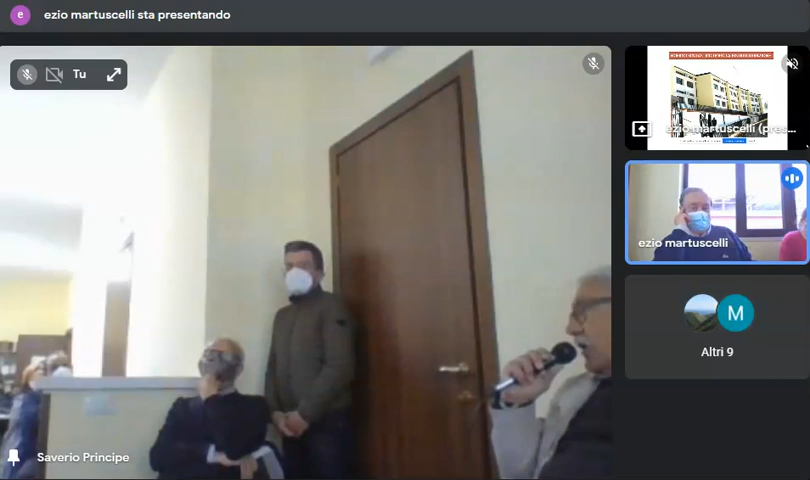 e
ezio martuscelli sta presentando
Tu
ezio martuscelli (pres...
ezio martuscelli
M
Altri 9
Saverio Principe